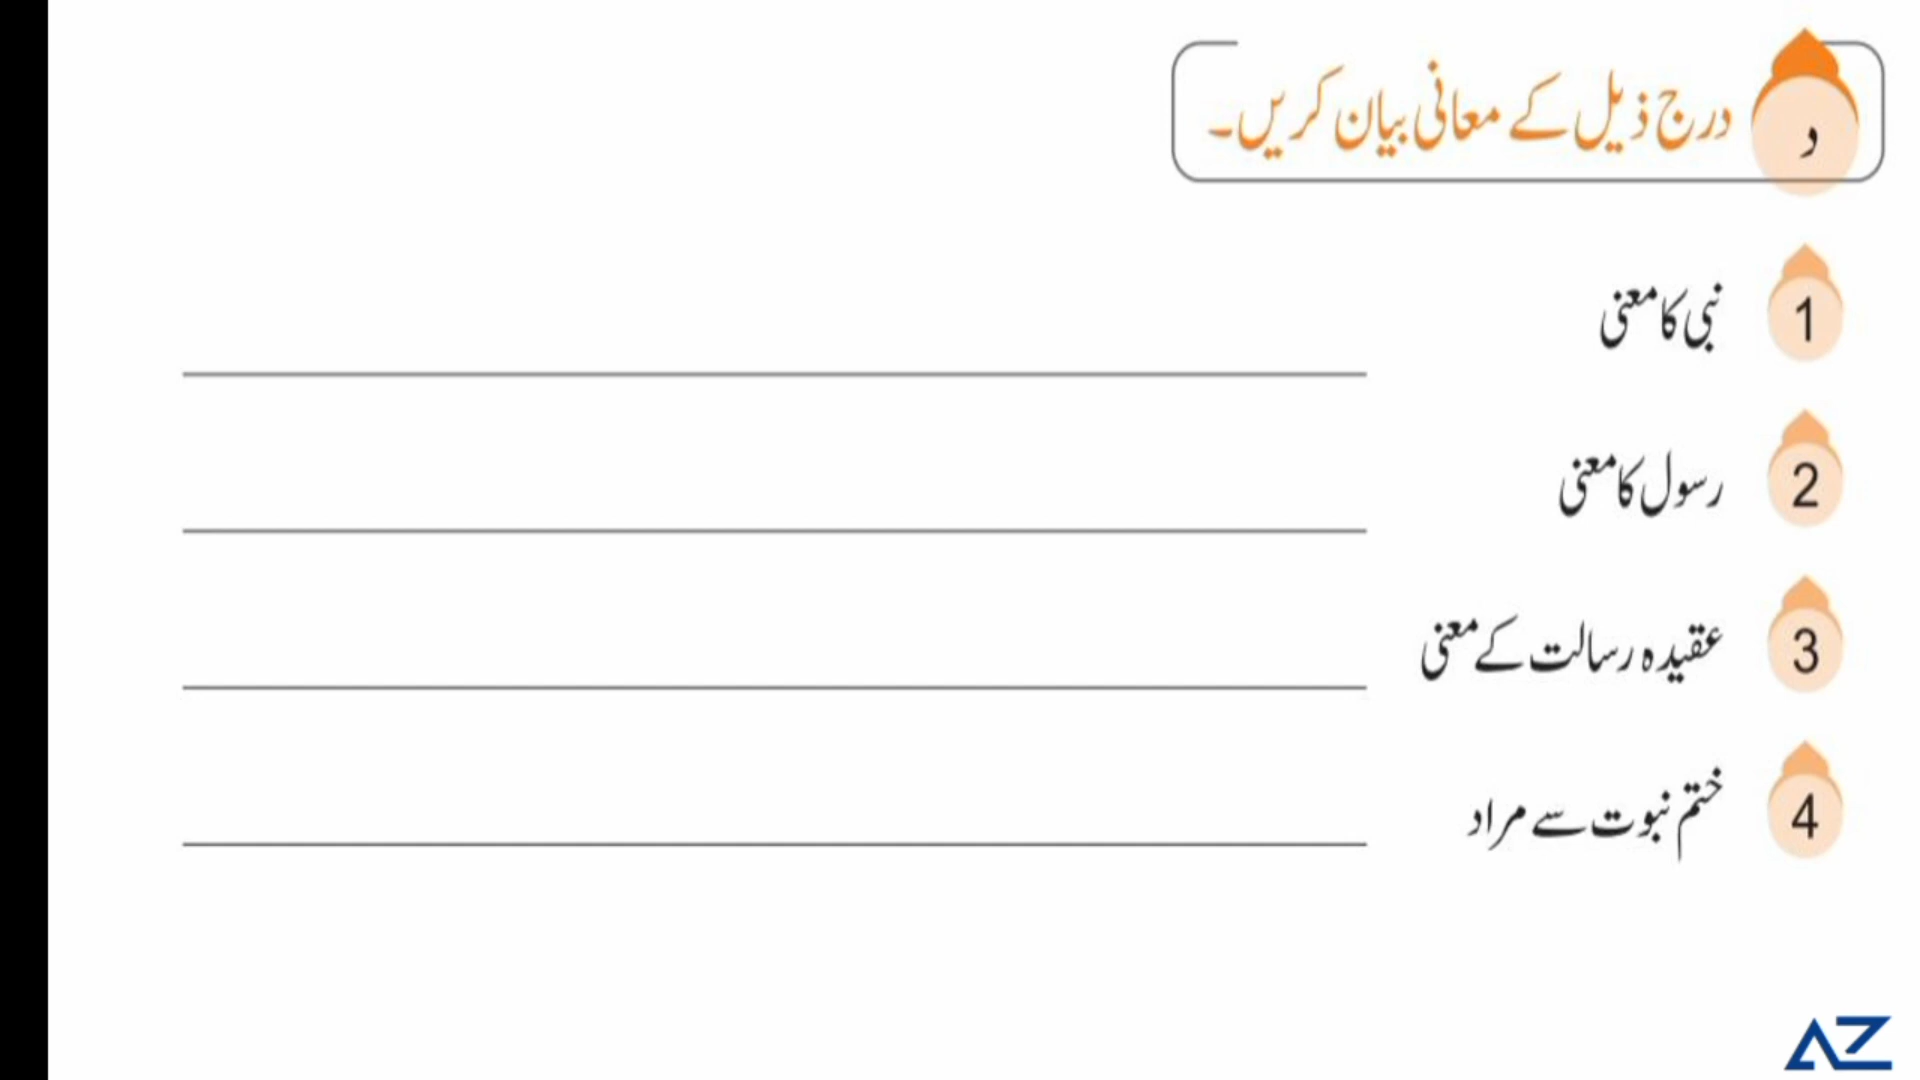 د درج ذیل کے معانی بیان کریں۔
1 نبی کا معنی
2 رسول کا معنی
3 عقیدہ رسالت کے معنی
4 ختم نبوت سے مراد
AZ